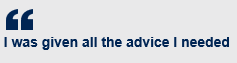 “
I was given all the advice I needed